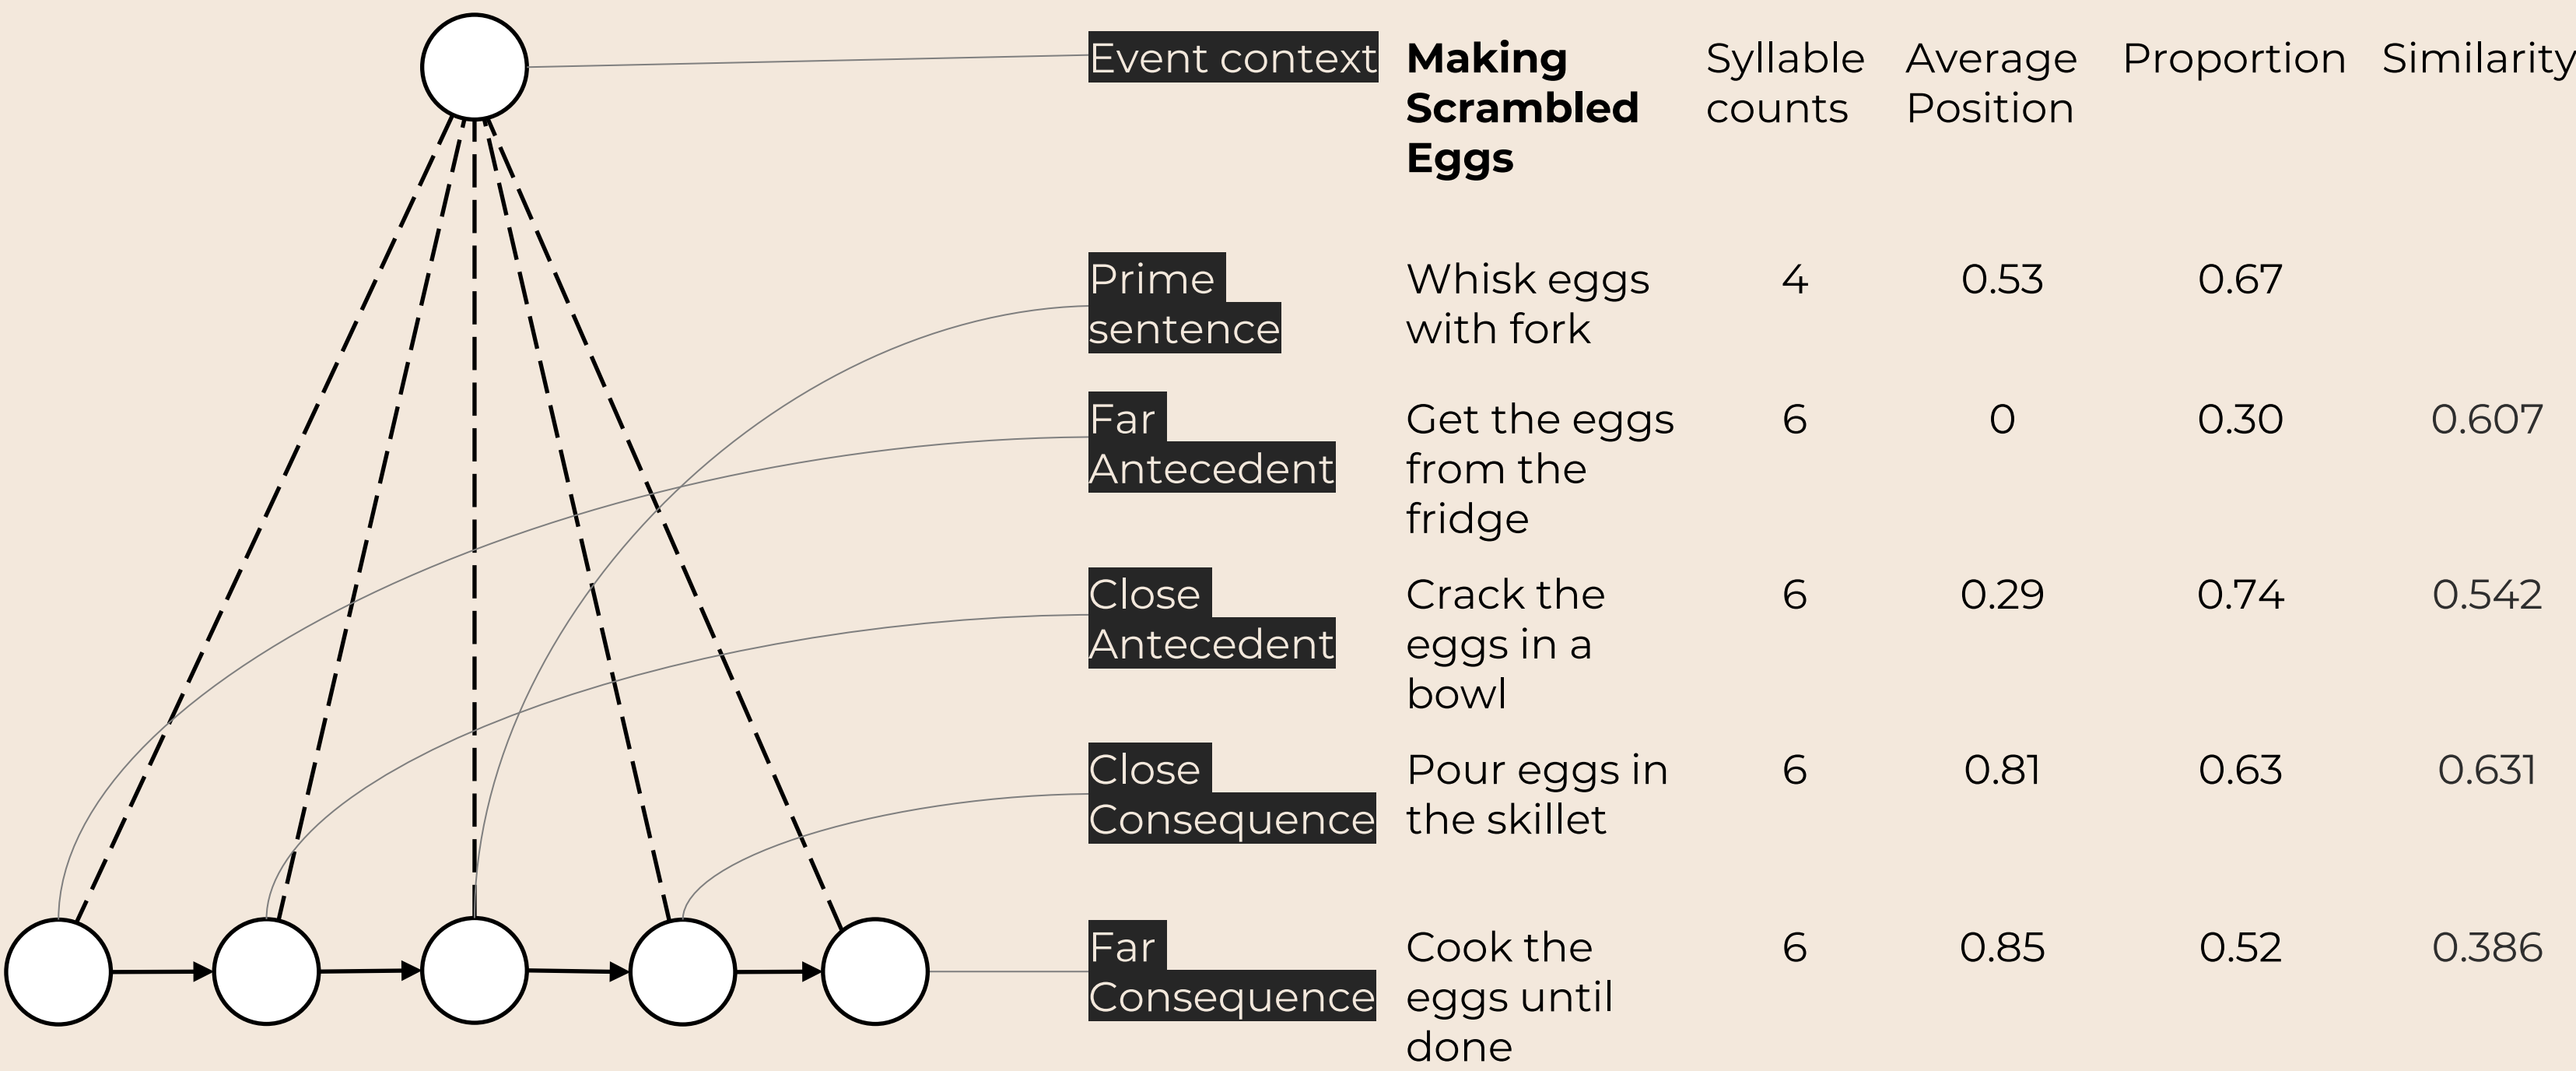 Event context Making Syllable Average Proportion Similarity
Scrambled counts Position
Eggs
Prime Whisk eggs 4 0.53 0.67
sentence with fork
Far Get the eggs 6 0 0.30 0.607
Antecedent from the
fridge
Close Crack the 6 0.29 0.74 0.542
Antecedent eggs in a
bowl
Close Pour eggs in 6 0.81 0.63 0.631
Consequence the skillet
Far Cook the 6 0.85 0.52 0.386
Consequence eggs until
done